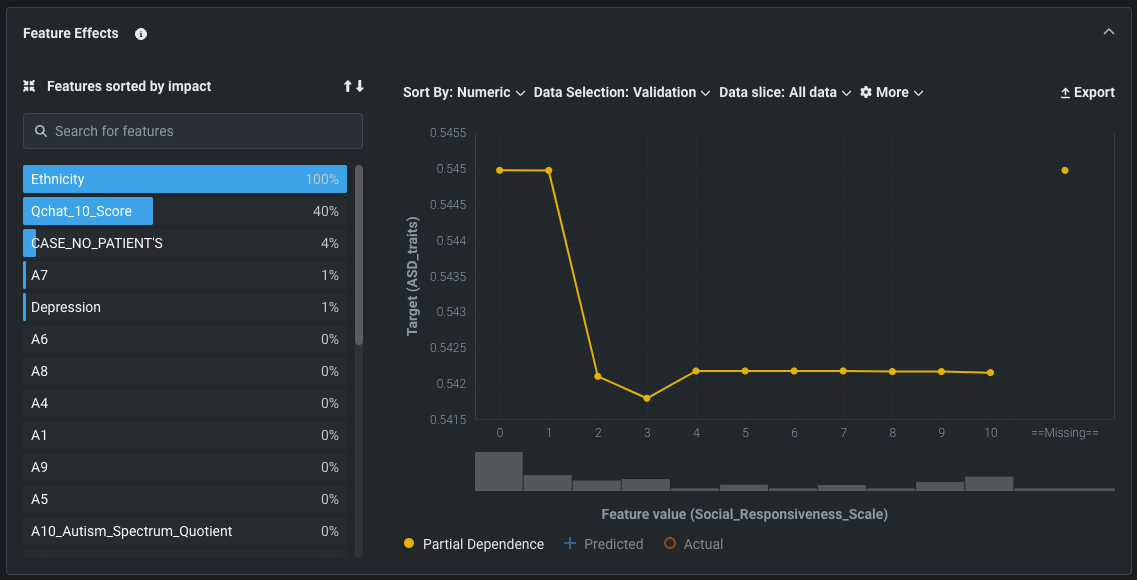 Feature Effects
Features sorted by impact
Search for features
Ethnicity 100%
Qchat_10_Score 40%
CASE_NO_PATIENT'S 4%
A7 1%
Depression 1%
A6 0%
A8 0%
A4 0%
A1 0%
A9 0%
A5 0%
A10_Autism_Spectrum_Quotient 0%
Sort By: Numeric Data Selection: Validation Data slice: All data More Export
Target (ASD_traits)
0.5455
0.545
0.5445
0.544
0.5435
0.543
0.5425
0.542
0.5415
0 1 2 3 4 5 6 7 8 9 10 ==Missing==
Feature value (Social_Responsiveness_Scale)
Partial Dependence Predicted Actual